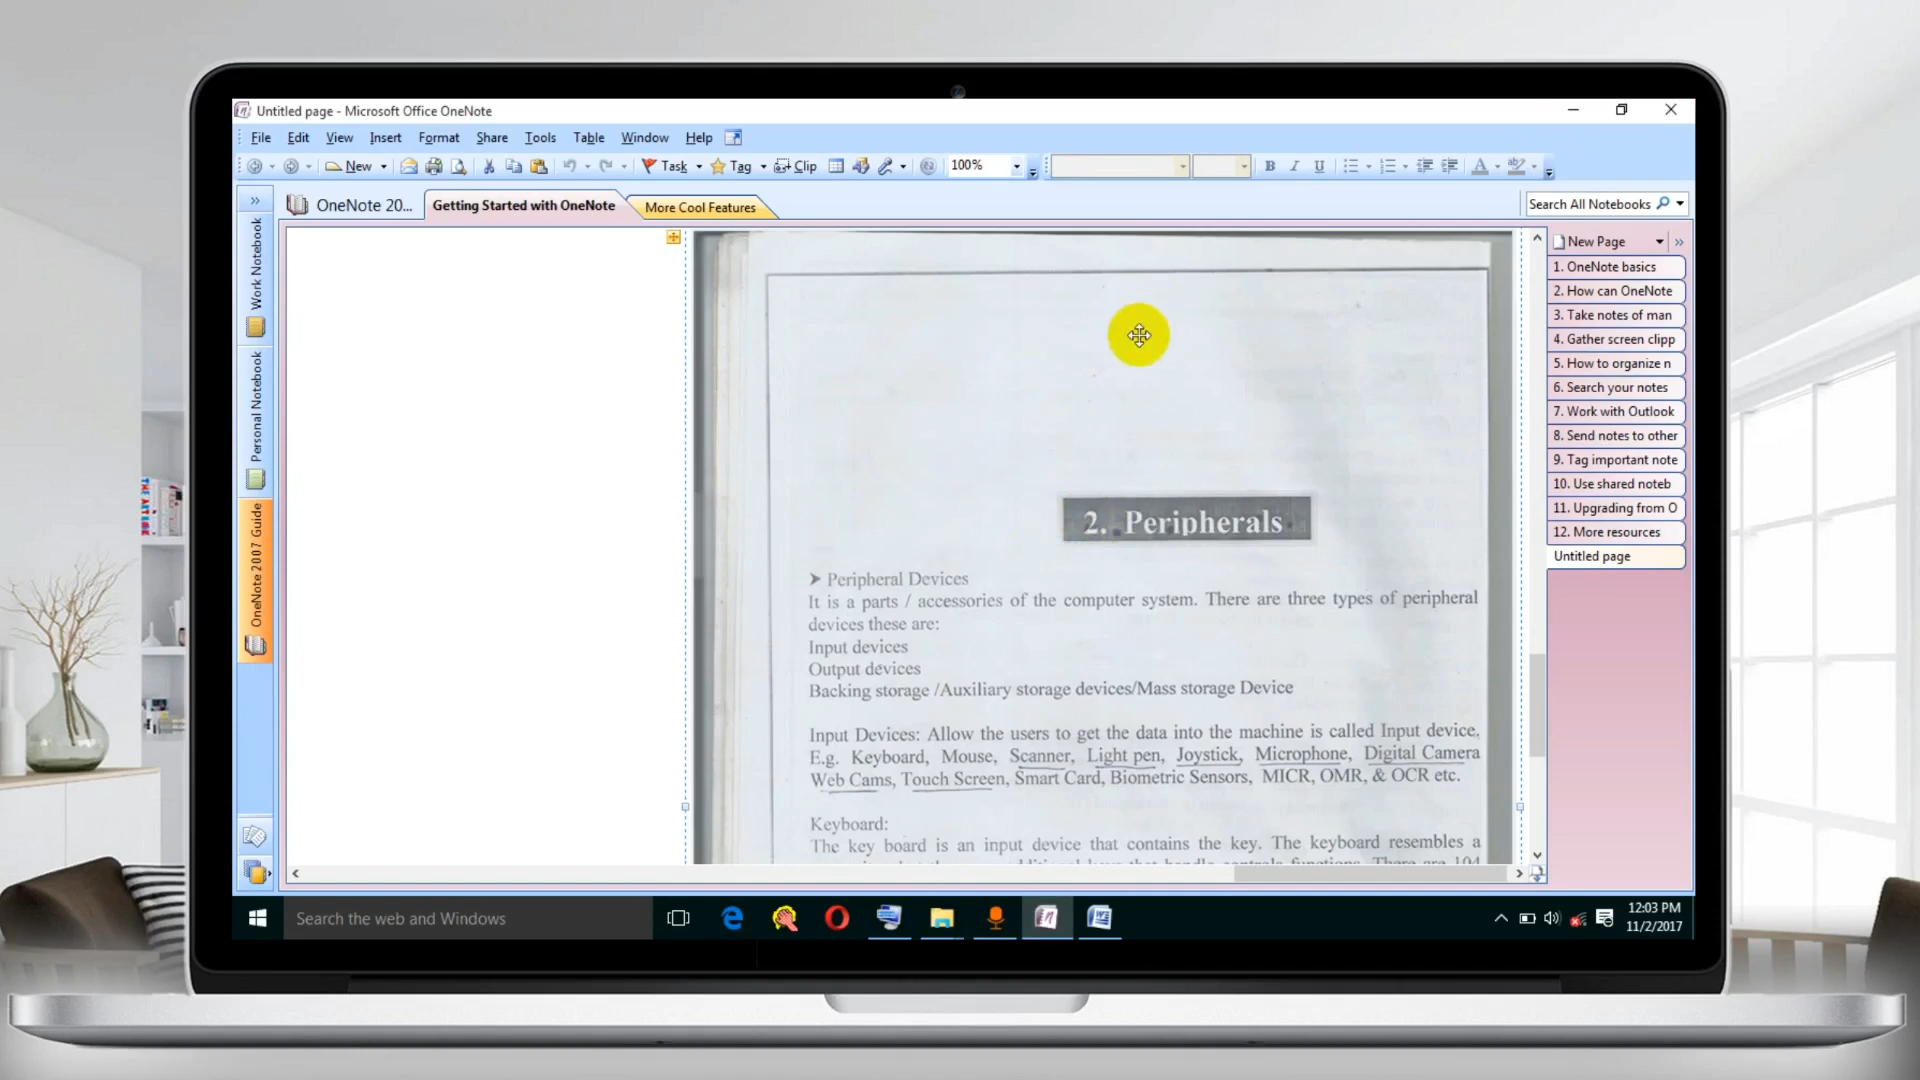 Untitled page - Microsoft Office OneNote
File Edit View Insert Format Share Tools Table Window Help
New Task Tag Clip 100% B I U A ab
OneNote 20... Getting Started with OneNote More Cool Features Search All Notebooks
Work Notebook
Personal Notebook
OneNote 2007 Guide
New Page
1. OneNote basics
2. How can OneNote
3. Take notes of man
4. Gather screen clipp
5. How to organize n
6. Search your notes
7. Work with Outlook
8. Send notes to other
9. Tag important note
10. Use shared noteb
11. Upgrading from O
12. More resources
Untitled page
2. Peripherals
➤ Peripheral Devices
It is a parts / accessories of the computer system. There are three types of peripheral
devices these are:
Input devices
Output devices
Backing storage /Auxiliary storage devices/Mass storage Device
Input Devices: Allow the users to get the data into the machine is called Input device.
E.g. Keyboard, Mouse, Scanner, Light pen, Joystick, Microphone, Digital Camera
Web Cams, Touch Screen, Smart Card, Biometric Sensors, MICR, OMR, & OCR etc.
Keyboard:
The key board is an input device that contains the key. The keyboard resembles a
Search the web and Windows
12:03 PM
11/2/2017